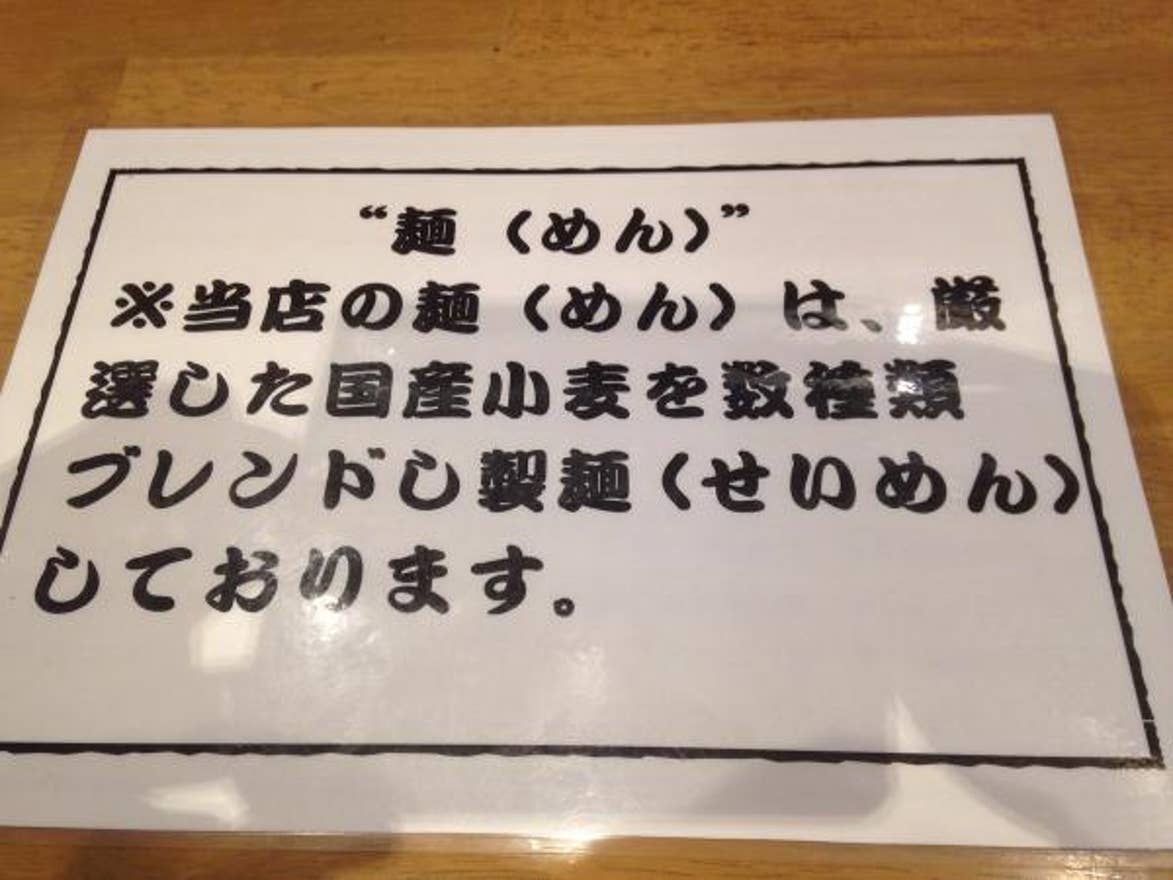 “麺（めん）”
※当店の麺（めん）は、厳
選した国産小麦を数種類
ブレンドし製麺（せいめん）
しております。